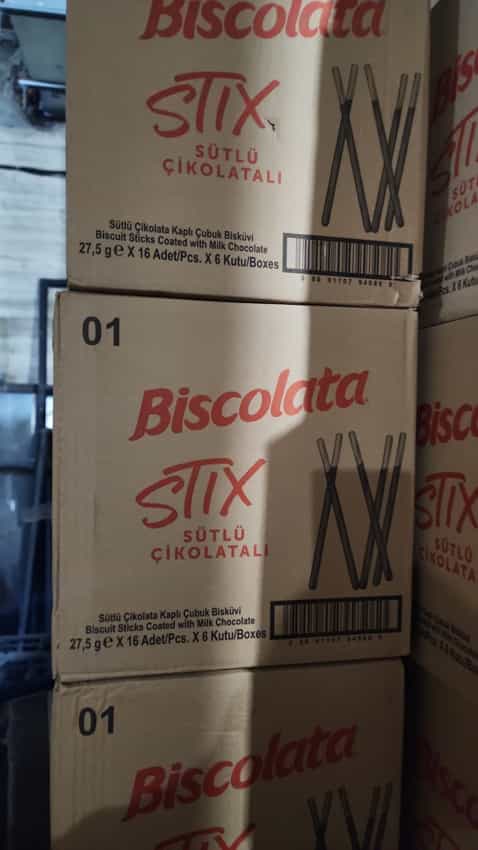 Biscolata
STIX
SÜTLÜ
ÇİKOLATALI
Sütlü Çikolata Kaplı Çubuk Bisküvi
Biscuit Sticks Coated with Milk Chocolate
27,5 g e X 16 Adet/Pcs. X 6 Kutu/Boxes
01
Biscolata
STIX
SÜTLÜ
ÇİKOLATALI
Sütlü Çikolata Kaplı Çubuk Bisküvi
Biscuit Sticks Coated with Milk Chocolate
27,5 g e X 16 Adet/Pcs. X 6 Kutu/Boxes
01
Biscolata